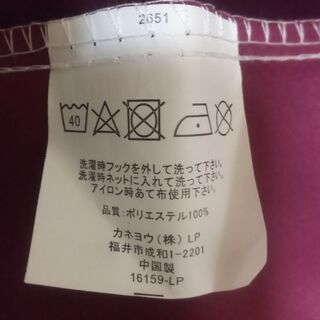 2651
40
洗濯時フックを外して洗って下さい。
洗濯時ネットに入れて洗って下さい。
アイロン時あて布使用下さい。
品質:ポリエステル100%
カネヨウ(株) LP
福井市成和1-2201
中国製
16159-LP